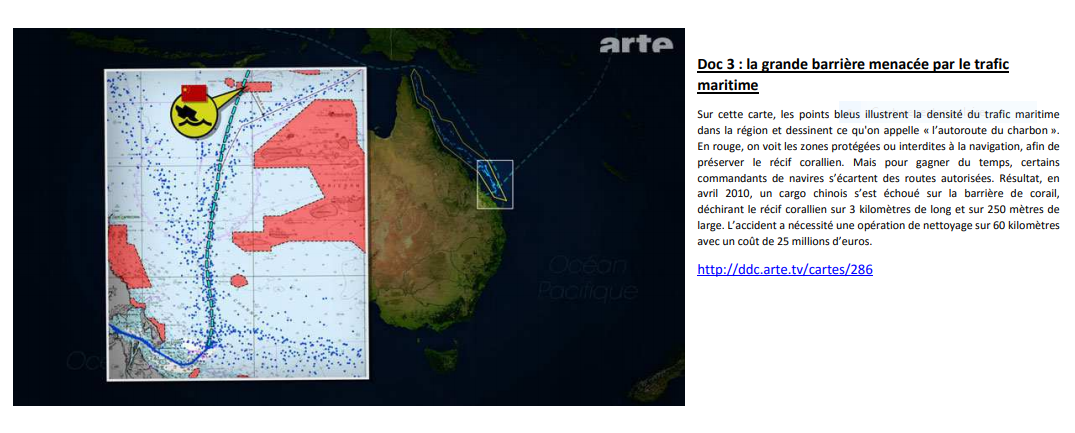 arte
Doc 3 : la grande barrière menacée par le trafic
maritime
Sur cette carte, les points bleus illustrent la densité du trafic maritime
dans la région et dessinent ce qu'on appelle « l'autoroute du charbon ».
En rouge, on voit les zones protégées ou interdites à la navigation, afin de
préserver le récif corallien. Mais pour gagner du temps, certains
commandants de navires s'écartent des routes autorisées. Résultat, en
avril 2010, un cargo chinois s'est échoué sur la barrière de corail,
déchirant le récif corallien sur 3 kilomètres de long et sur 250 mètres de
large. L'accident a nécessité une opération de nettoyage sur 60 kilomètres
avec un coût de 25 millions d'euros.
http://ddc.arte.tv/cartes/286
Océan
Pacifique